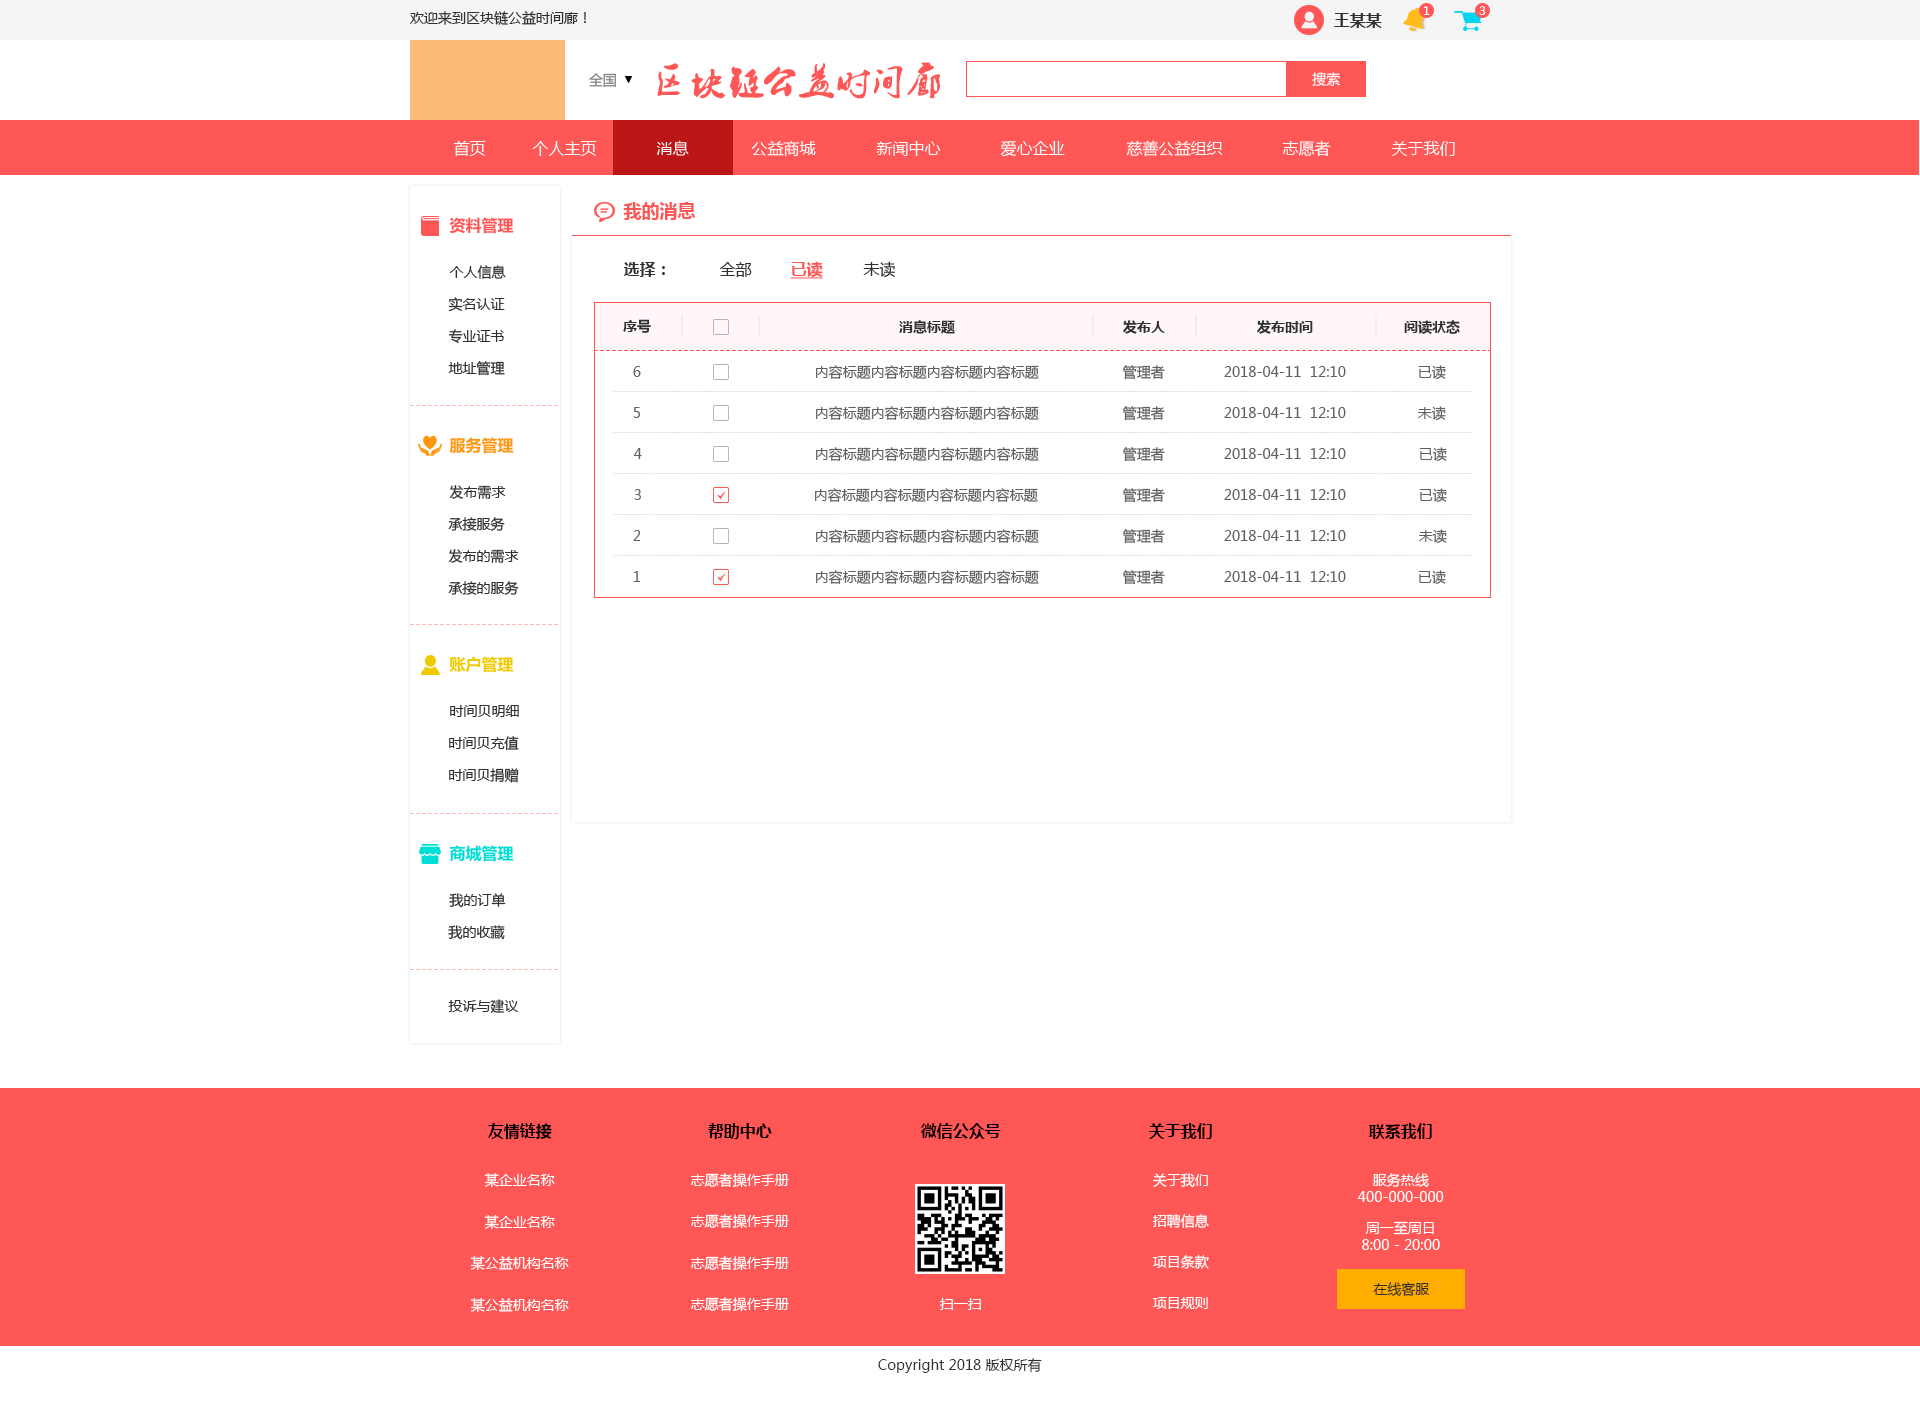 欢迎来到区块链公益时间廊！
王某某
1
3
全国 ▼
区块链公益时间廊
搜索
首页 个人主页 消息 公益商城 新闻中心 爱心企业 慈善公益组织 志愿者 关于我们
资料管理
个人信息
实名认证
专业证书
地址管理
服务管理
发布需求
承接服务
发布的需求
承接的服务
账户管理
时间贝明细
时间贝充值
时间贝捐赠
商城管理
我的订单
我的收藏
投诉与建议
我的消息
选择： 全部 已读 未读
序号 消息标题 发布人 发布时间 阅读状态
6 内容标题内容标题内容标题内容标题 管理者 2018-04-11 12:10 已读
5 内容标题内容标题内容标题内容标题 管理者 2018-04-11 12:10 未读
4 内容标题内容标题内容标题内容标题 管理者 2018-04-11 12:10 已读
3 内容标题内容标题内容标题内容标题 管理者 2018-04-11 12:10 已读
2 内容标题内容标题内容标题内容标题 管理者 2018-04-11 12:10 未读
1 内容标题内容标题内容标题内容标题 管理者 2018-04-11 12:10 已读
友情链接
某企业名称
某企业名称
某公益机构名称
某公益机构名称
帮助中心
志愿者操作手册
志愿者操作手册
志愿者操作手册
志愿者操作手册
微信公众号
扫一扫
关于我们
关于我们
招聘信息
项目条款
项目规则
联系我们
服务热线
400-000-000
周一至周日
8:00 - 20:00
在线客服
Copyright 2018 版权所有